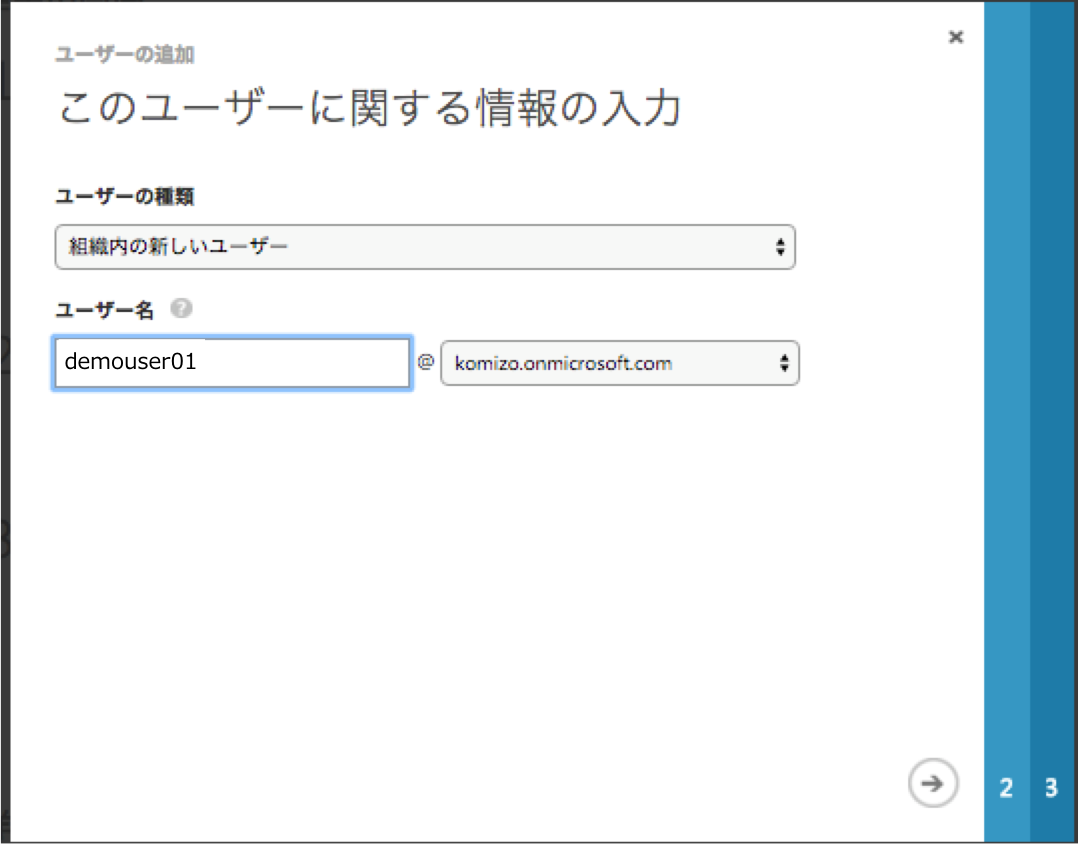 ユーザーの追加
このユーザーに関する情報の入力
ユーザーの種類
組織内の新しいユーザー
ユーザー名 ?
demouser01 @ komizo.onmicrosoft.com
2 3